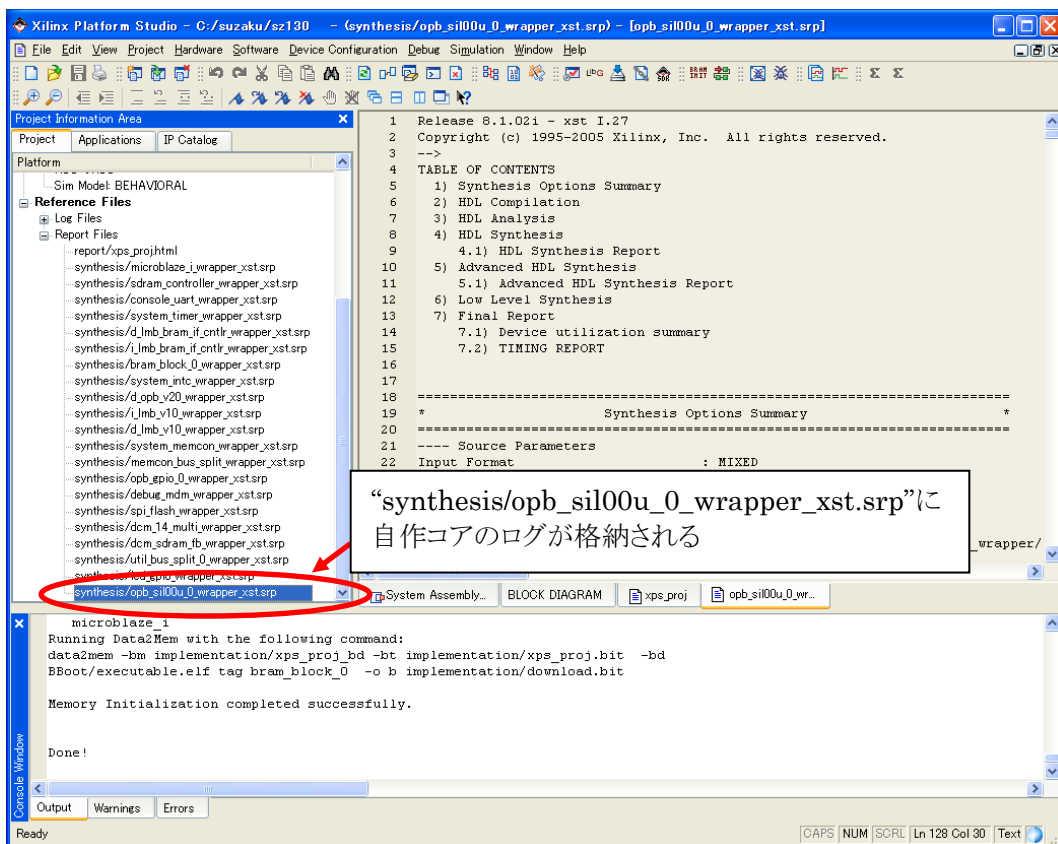 Xilinx Platform Studio - C:/suzaku/sz130 - (synthesis/opb_sil00u_0_wrapper_xst.srp) - [opb_sil00u_0_wrapper_xst.srp]
File Edit View Project Hardware Software Device Configuration Debug Simulation Window Help
Project Information Area
Project Applications IP Catalog
Platform
Sim Model: BEHAVIORAL
Reference Files
Log Files
Report Files
report/xps_proj.html
synthesis/microblaze_i_wrapper_xst.srp
synthesis/sdram_controller_wrapper_xst.srp
synthesis/console_uart_wrapper_xst.srp
synthesis/system_timer_wrapper_xst.srp
synthesis/d_lmb_bram_if_cntlr_wrapper_xst.srp
synthesis/i_lmb_bram_if_cntlr_wrapper_xst.srp
synthesis/bram_block_0_wrapper_xst.srp
synthesis/system_intc_wrapper_xst.srp
synthesis/d_opb_v20_wrapper_xst.srp
synthesis/i_lmb_v10_wrapper_xst.srp
synthesis/d_lmb_v10_wrapper_xst.srp
synthesis/system_memcon_wrapper_xst.srp
synthesis/memcon_bus_split_wrapper_xst.srp
synthesis/opb_gpio_0_wrapper_xst.srp
synthesis/debug_mdm_wrapper_xst.srp
synthesis/spi_flash_wrapper_xst.srp
synthesis/dcm_14_multi_wrapper_xst.srp
synthesis/dcm_sdram_fb_wrapper_xst.srp
synthesis/util_bus_split_0_wrapper_xst.srp
synthesis/led_gpio_wrapper_xst.srp
synthesis/opb_sil00u_0_wrapper_xst.srp
1 Release 8.1.02i - xst I.27
2 Copyright (c) 1995-2005 Xilinx, Inc. All rights reserved.
3 -->
4 TABLE OF CONTENTS
5 1) Synthesis Options Summary
6 2) HDL Compilation
7 3) HDL Analysis
8 4) HDL Synthesis
9 4.1) HDL Synthesis Report
10 5) Advanced HDL Synthesis
11 5.1) Advanced HDL Synthesis Report
12 6) Low Level Synthesis
13 7) Final Report
14 7.1) Device utilization summary
15 7.2) TIMING REPORT
16
17
18 =========================================================================
19 * Synthesis Options Summary *
20 =========================================================================
21 ---- Source Parameters
22 Input Format : MIXED
_wrapper/
“synthesis/opb_sil00u_0_wrapper_xst.srp”に
自作コアのログが格納される
System Assembly... BLOCK DIAGRAM xps_proj opb_sil00u_0_wr...
microblaze_i
Running Data2Mem with the following command:
data2mem -bm implementation/xps_proj_bd -bt implementation/xps_proj.bit -bd
BBoot/executable.elf tag bram_block_0 -o b implementation/download.bit
Memory Initialization completed successfully.
Done!
Console Window
Output Warnings Errors
Ready CAPS NUM SCRL Ln 128 Col 30 Text